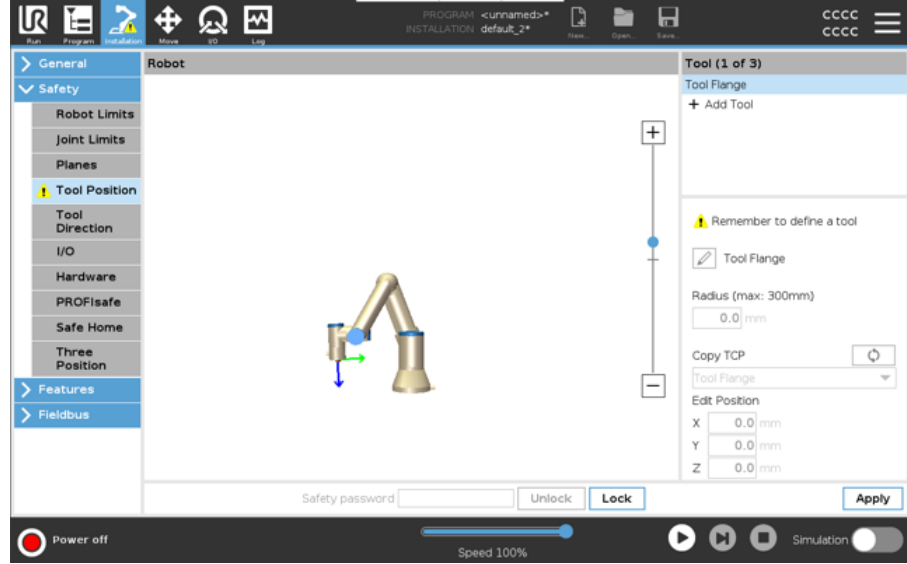 UR
Run
Program
Installation
Move
I/O
Log
PROGRAM <unnamed>*
INSTALLATION default_2*
New...
Open...
Save...
cccc
cccc
General
Safety
Robot Limits
Joint Limits
Planes
Tool Position
Tool
Direction
I/O
Hardware
PROFIsafe
Safe Home
Three
Position
Features
Fieldbus
Robot
Tool (1 of 3)
Tool Flange
+ Add Tool
Remember to define a tool
Tool Flange
Radius (max: 300mm)
0.0 mm
Copy TCP
Tool Flange
Edit Position
X 0.0 mm
Y 0.0 mm
Z 0.0 mm
Safety password Unlock Lock
Apply
Power off
Speed 100%
Simulation